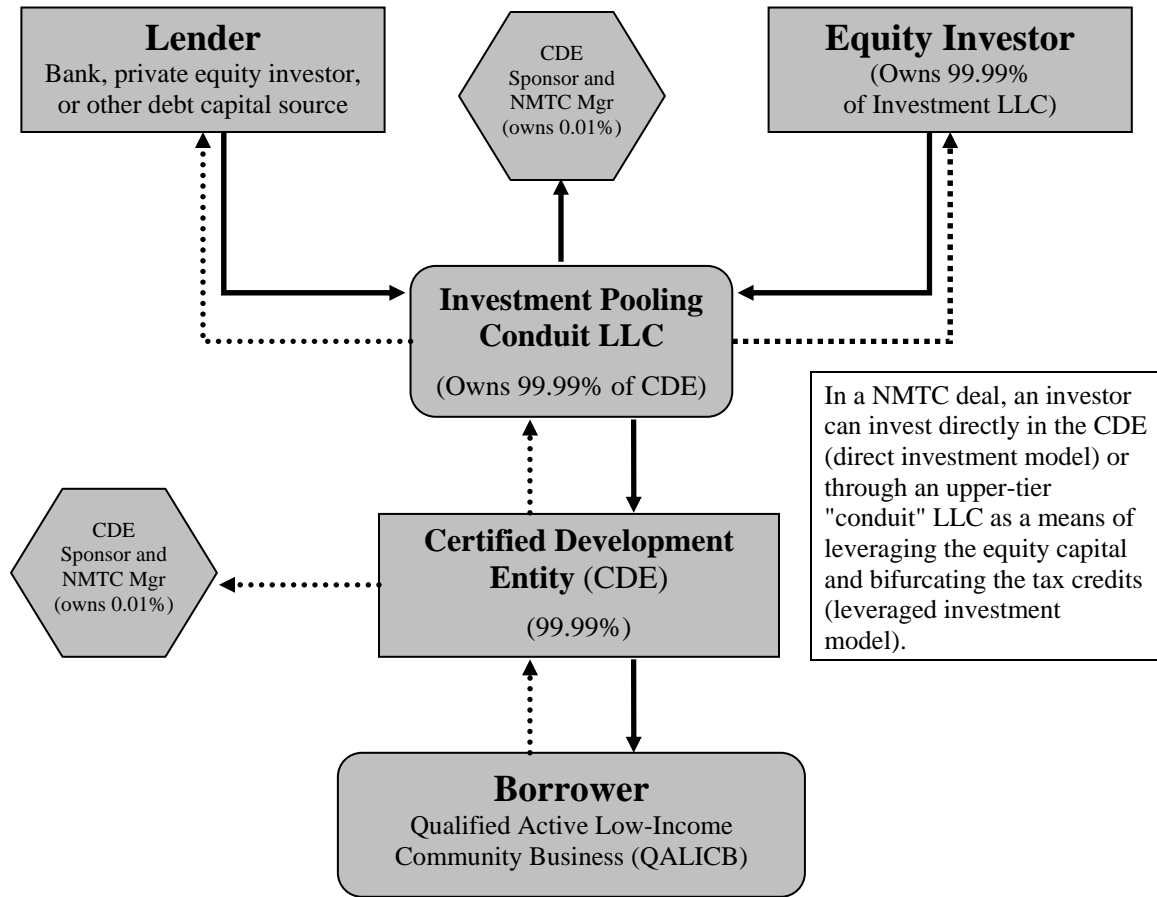 Lender
Bank, private equity investor,
or other debt capital source
CDE
Sponsor and
NMTC Mgr
(owns 0.01%)
Equity Investor
(Owns 99.99%
of Investment LLC)
Investment Pooling
Conduit LLC
(Owns 99.99% of CDE)
In a NMTC deal, an investor
can invest directly in the CDE
(direct investment model) or
through an upper-tier
"conduit" LLC as a means of
leveraging the equity capital
and bifurcating the tax credits
(leveraged investment
model).
CDE
Sponsor and
NMTC Mgr
(owns 0.01%)
Certified Development
Entity (CDE)
(99.99%)
Borrower
Qualified Active Low-Income
Community Business (QALICB)